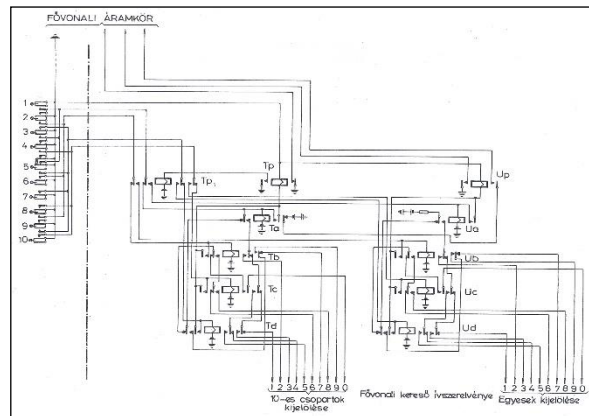 FŐVONALI ÁRAMKÖR
1
2
3
4
5
6
7
8
9
10
Tp₁ Tp Up
Ta Ua
Tb Ub
Tc Uc
Td Ud
1 2 3 4 5 6 7 8 9 0 1 2 3 4 5 6 7 8 9 0
10-es csoportok kijelölése
Fővonali kereső ívszerelvénye
Egyesek kijelölése